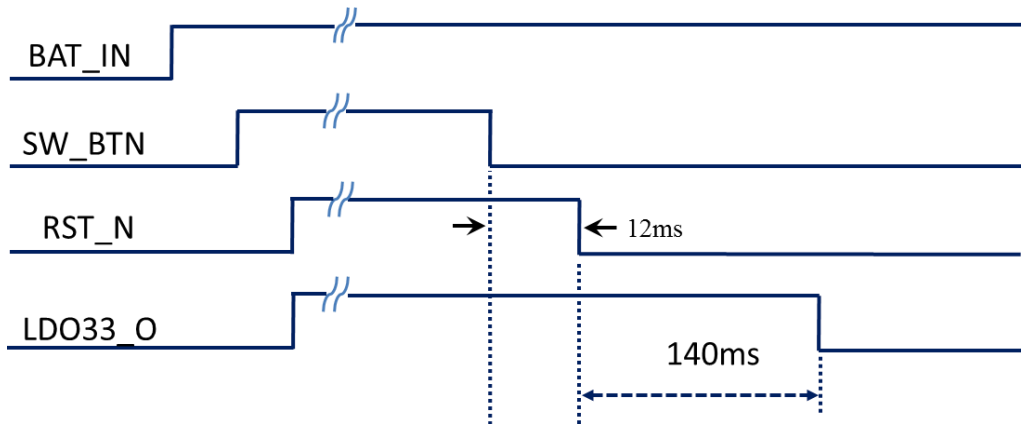 BAT_IN
SW_BTN
RST_N
12ms
LDO33_O
140ms